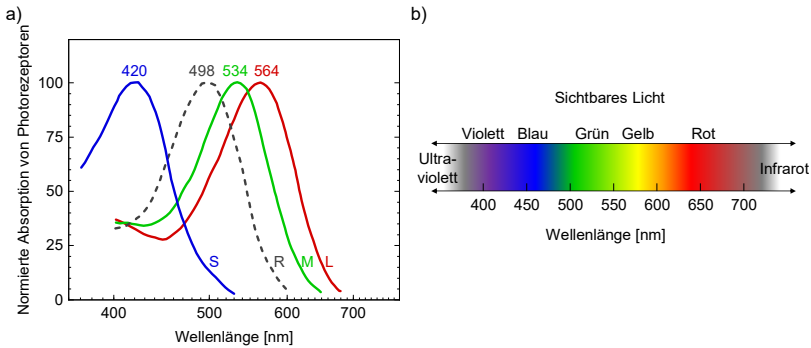 a)
Normierte Absorption von Photorezeptoren
100
75
50
25
0
420
498
534
564
S
R
M
L
400
500
600
700
Wellenlänge [nm]
b)
Sichtbares Licht
Violett
Blau
Grün
Gelb
Rot
Ultra-
violett
Infrarot
400
450
500
550
600
650
700
Wellenlänge [nm]